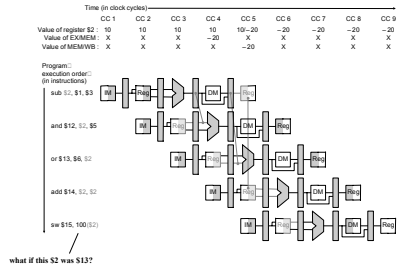 Time (in clock cycles)
CC 1 CC 2 CC 3 CC 4 CC 5 CC 6 CC 7 CC 8 CC 9
Value of register $2 : 10 10 10 10 10/–20 –20 –20 –20 –20
Value of EX/MEM : X X X –20 X X X X X
Value of MEM/WB : X X X X –20 X X X X
Program
execution order
(in instructions)
sub $2, $1, $3
IM Reg DM Reg
and $12, $2, $5
IM Reg DM Reg
or $13, $6, $2
IM Reg DM Reg
add $14, $2, $2
IM Reg DM Reg
sw $15, 100($2)
IM Reg DM Reg
what if this $2 was $13?